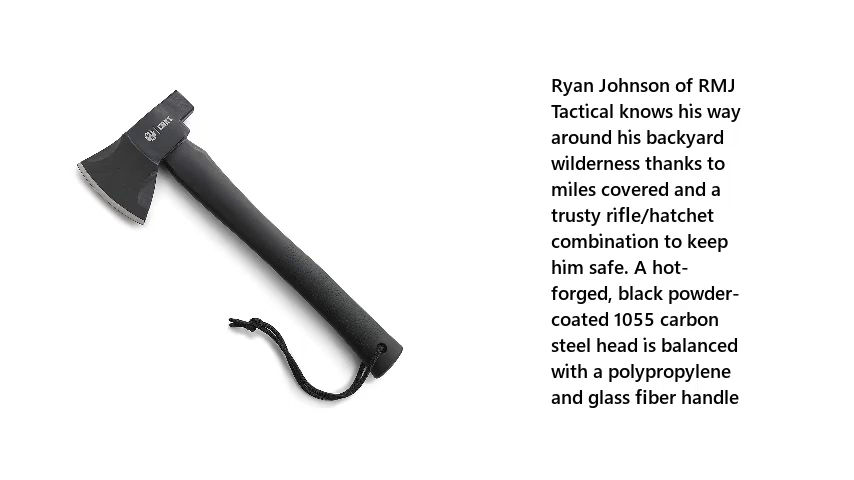 CRKT
Ryan Johnson of RMJ
Tactical knows his way
around his backyard
wilderness thanks to
miles covered and a
trusty rifle/hatchet
combination to keep
him safe. A hot-
forged, black powder-
coated 1055 carbon
steel head is balanced
with a polypropylene
and glass fiber handle